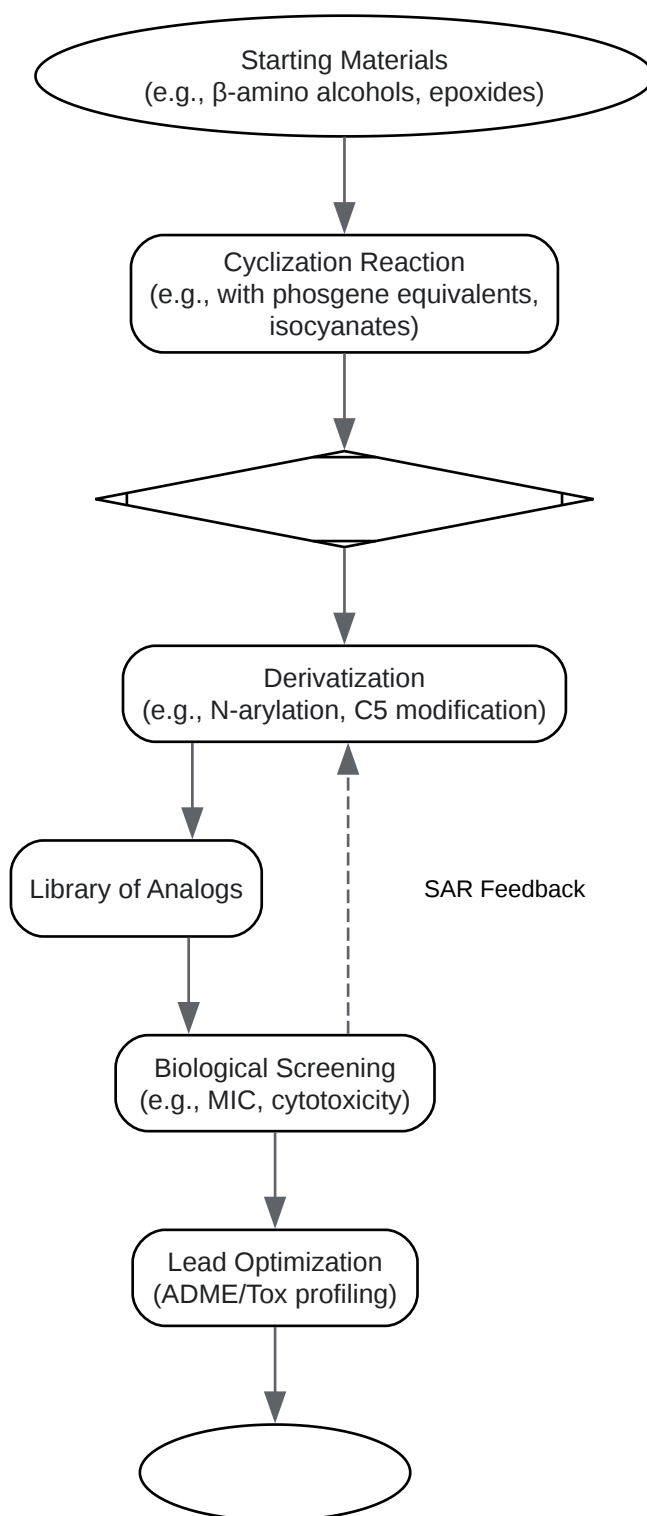 Starting Materials
(e.g., β-amino alcohols, epoxides)
Cyclization Reaction
(e.g., with phosgene equivalents,
isocyanates)
Derivatization
(e.g., N-arylation, C5 modification)
Library of Analogs
SAR Feedback
Biological Screening
(e.g., MIC, cytotoxicity)
Lead Optimization
(ADME/Tox profiling)